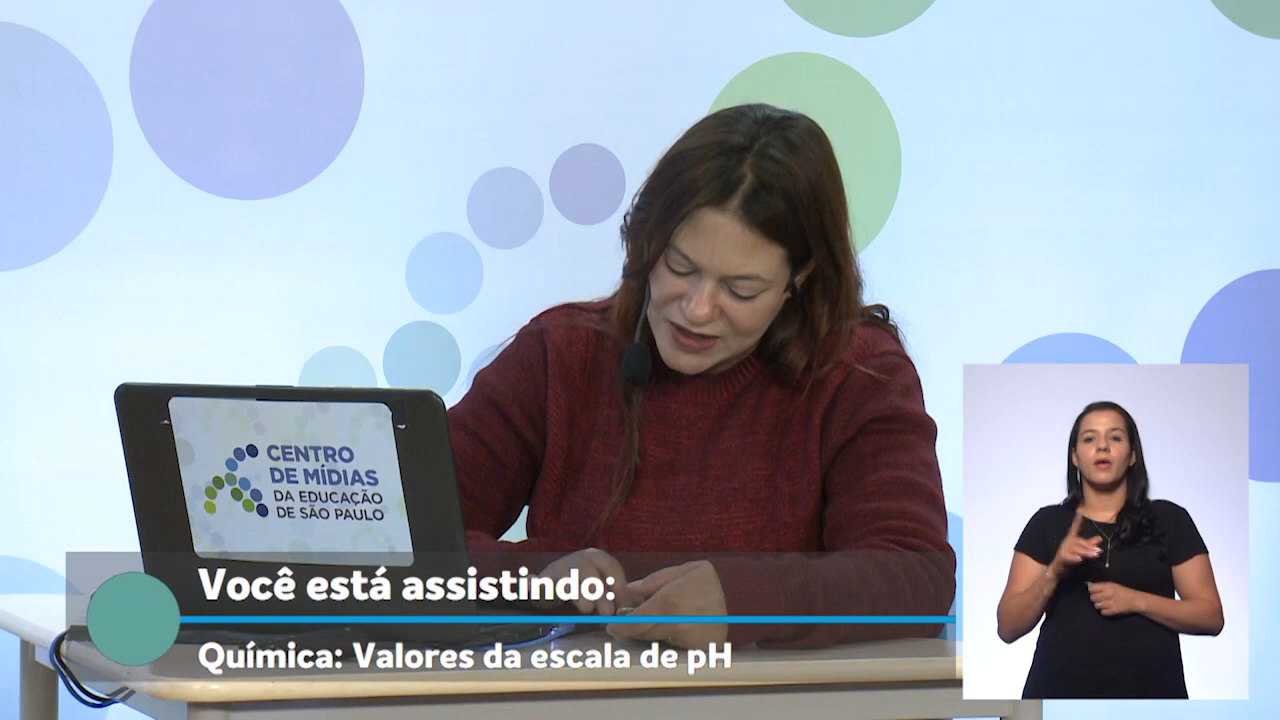 CENTRO
DE MÍDIAS
DA EDUCAÇÃO
DE SÃO PAULO
Você está assistindo:
Química: Valores da escala de pH